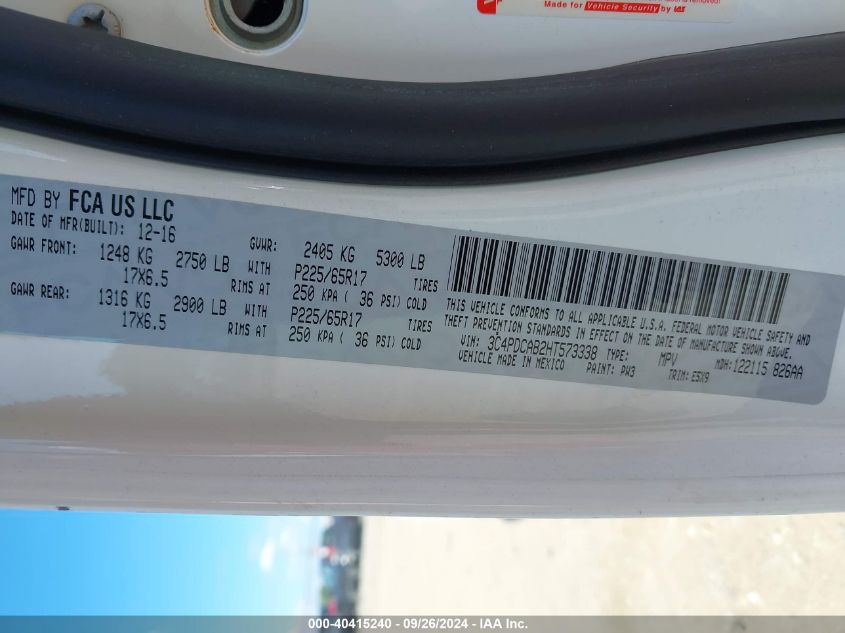 Made for Vehicle Security by
MFD BY FCA US LLC
DATE OF MFR(BUILT): 12-16
GVWR: 2405 KG 5300 LB
GAWR FRONT: 1248 KG 2750 LB WITH P225/65R17 TIRES
17X6.5 RIMS AT 250 KPA ( 36 PSI) COLD
GAWR REAR: 1316 KG 2900 LB WITH P225/65R17 TIRES
17X6.5 RIMS AT 250 KPA ( 36 PSI) COLD
THIS VEHICLE CONFORMS TO ALL APPLICABLE U.S.A. FEDERAL MOTOR VEHICLE SAFETY AND
THEFT PREVENTION STANDARDS IN EFFECT ON THE DATE OF MANUFACTURE SHOWN ABOVE.
VIN: 3C4PDCAB2HT573338 TYPE: MPV MDH: 122115 826AA
VEHICLE MADE IN MEXICO PAINT: PW3 TRIM: E5X9
000-40415240 - 09/26/2024 - IAA Inc.